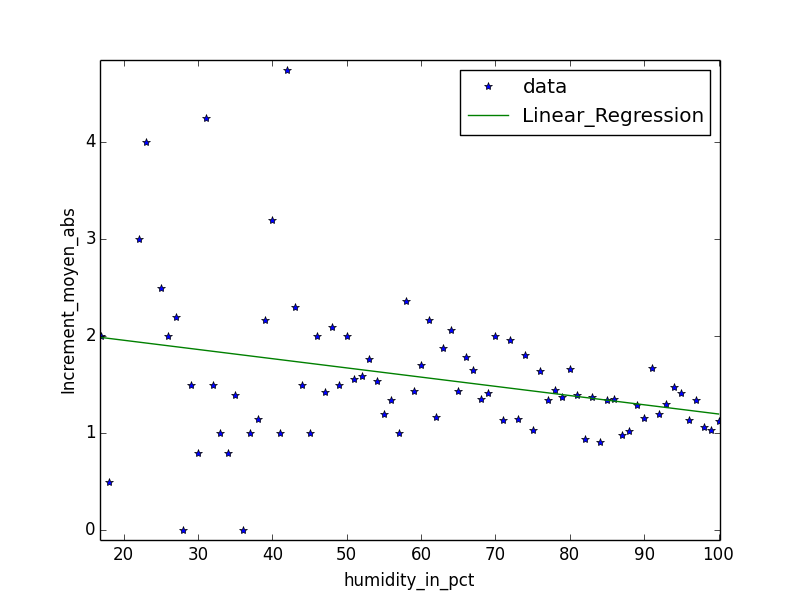 data
Linear_Regression
4
3
2
1
0
Increment_moyen_abs
20 30 40 50 60 70 80 90 100
humidity_in_pct